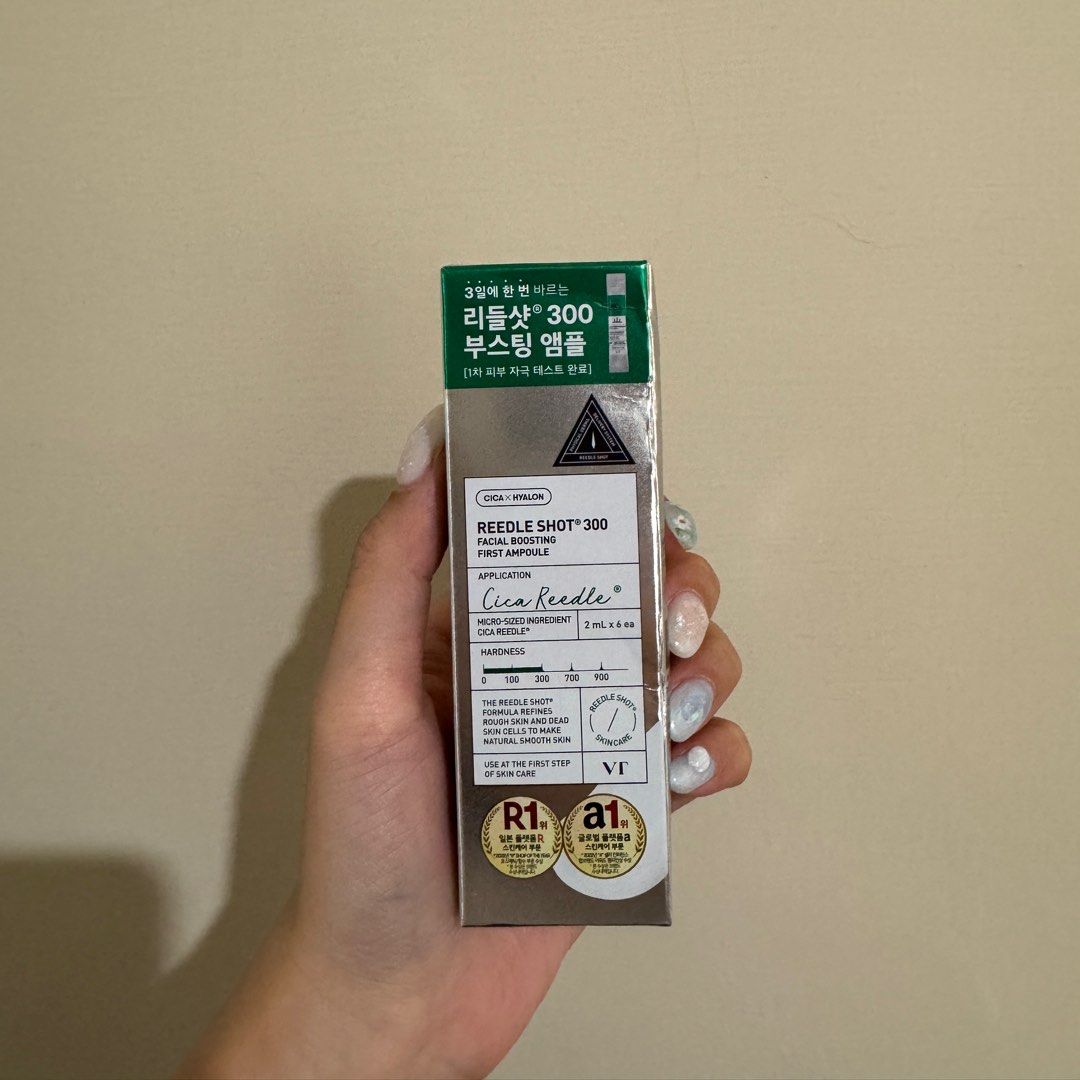 3일에 한 번 바르는
리들샷® 300
부스팅 앰플
[1차 피부 자극 테스트 완료]
DELIVERY SYSTEM
REEDLE SHOT
CICA × HYALON
REEDLE SHOT® 300
FACIAL BOOSTING
FIRST AMPOULE
APPLICATION
Cica Reedle®
MICRO-SIZED INGREDIENT
CICA REEDLE®
2 mL x 6 ea
HARDNESS
0 100 300 700 900
THE REEDLE SHOT®
FORMULA REFINES
ROUGH SKIN AND DEAD
SKIN CELLS TO MAKE
NATURAL SMOOTH SKIN
REEDLE SHOT®
SKINCARE
USE AT THE FIRST STEP
OF SKIN CARE
VT
R1위
일본 플랫폼R
스킨케어 부문
a1위
글로벌 플랫폼a
스킨케어 부문